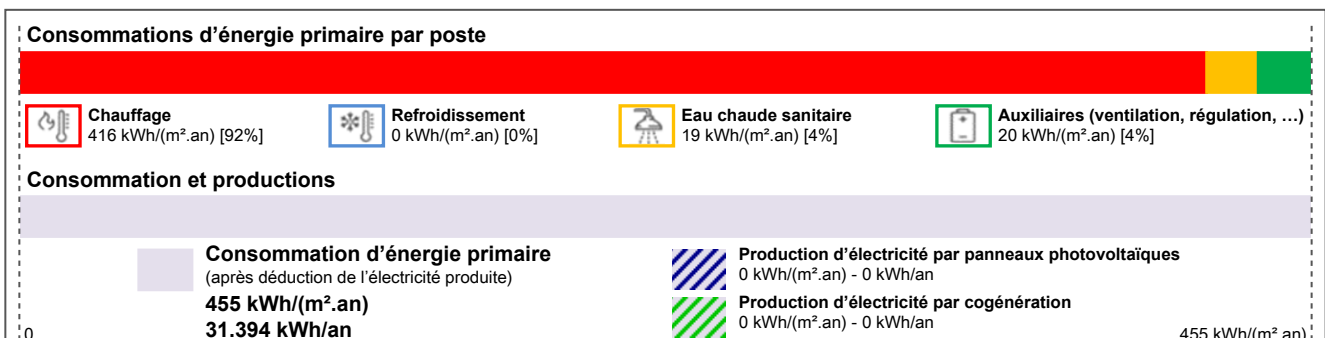 Consommations d’énergie primaire par poste
Chauffage
416 kWh/(m².an) [92%]
Refroidissement
0 kWh/(m².an) [0%]
Eau chaude sanitaire
19 kWh/(m².an) [4%]
Auxiliaires (ventilation, régulation, …)
20 kWh/(m².an) [4%]
Consommation et productions
Consommation d’énergie primaire
(après déduction de l’électricité produite)
455 kWh/(m².an)
31.394 kWh/an
Production d’électricité par panneaux photovoltaïques
0 kWh/(m².an) - 0 kWh/an
Production d’électricité par cogénération
0 kWh/(m².an) - 0 kWh/an
0
455 kWh/(m².an)